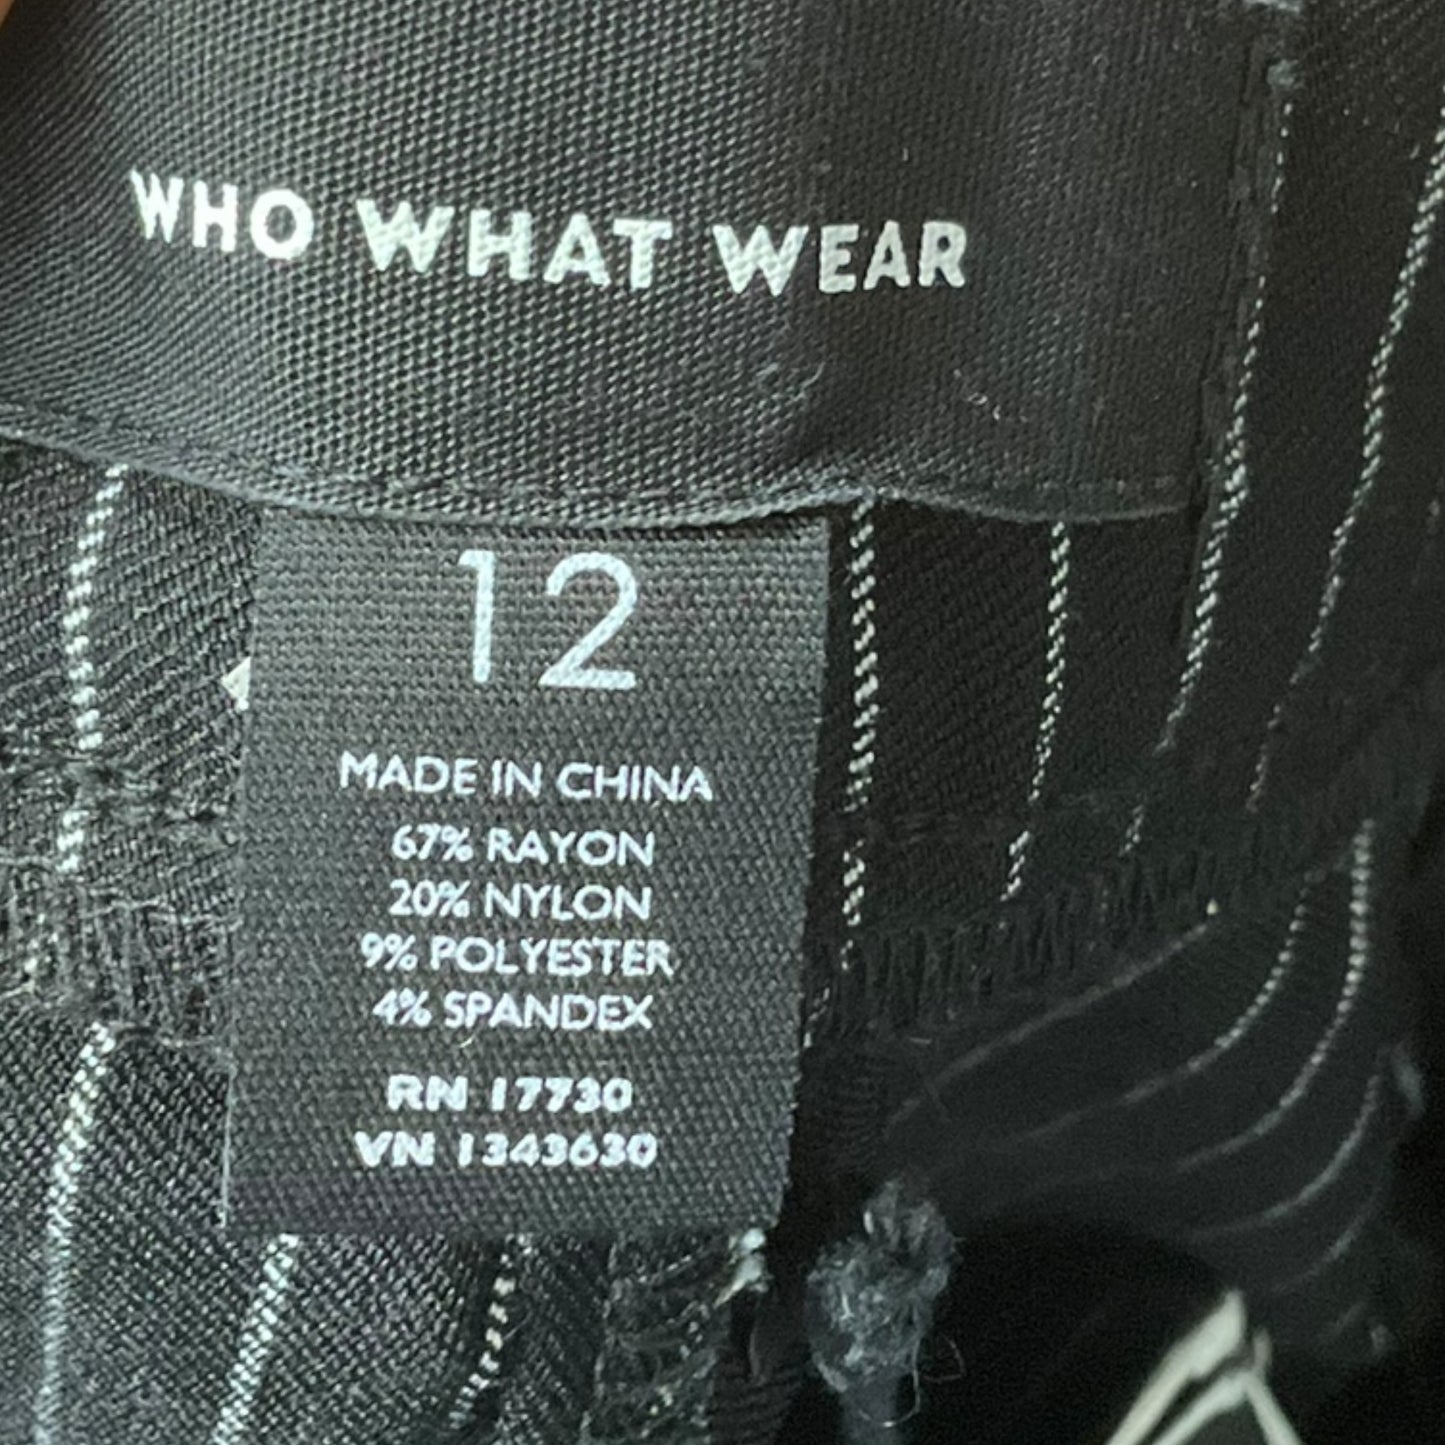 WHO WHAT WEAR
12
MADE IN CHINA
67% RAYON
20% NYLON
9% POLYESTER
4% SPANDEX
RN 17730
VN 1343630